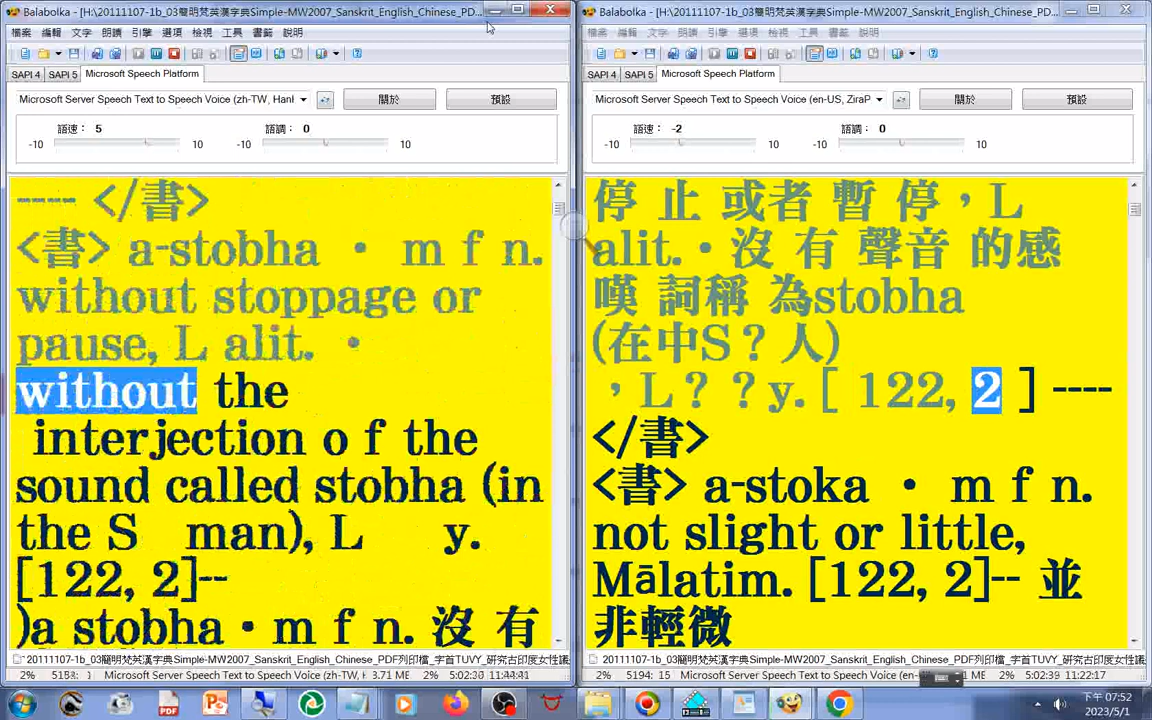 Balabolka - [H:\20111107-1b_03簡明梵英漢字典Simple-MW2007_Sanskrit_English_Chinese_PD...
檔案 編輯 文字 朗讀 引擎 選項 檢視 工具 書籤 說明
SAPI 4 SAPI 5 Microsoft Speech Platform
Microsoft Server Speech Text to Speech Voice (zh-TW, Hanl 關於 預設
語速： 5 語調： 0
-10 10 -10 10
---- </書>
<書> a-stobha • m f n.
without stoppage or
pause, L alit. •
without the
interjection o f the
sound called stobha (in
the S man), L y.
[122, 2]--
)a stobha • m f n. 沒 有
20111107-1b_03簡明梵英漢字典Simple-MW2007_Sanskrit_English_Chinese_PDF列印檔_字首TUVY_研究古印度女性議
2% Microsoft Server Speech Text to Speech Voice (zh-TW, Hanl 3.71 MB 2%
Balabolka - [H:\20111107-1b_03簡明梵英漢字典Simple-MW2007_Sanskrit_English_Chinese_PD...
檔案 編輯 文字 朗讀 引擎 選項 檢視 工具 書籤 說明
SAPI 4 SAPI 5 Microsoft Speech Platform
Microsoft Server Speech Text to Speech Voice (en-US, ZiraP 關於 預設
語速： -2 語調： 0
-10 10 -10 10
停 止 或者 暫 停，L
alit.•沒 有 聲音 的感
嘆 詞稱 為stobha
(在中S？人)
，L？？y. [ 122, 2 ] ----
</書>
<書> a-stoka • m f n.
not slight or little,
Mālatim. [122, 2]-- 並
非輕微
20111107-1b_03簡明梵英漢字典Simple-MW2007_Sanskrit_English_Chinese_PDF列印檔_字首TUVY_研究古印度女性議
2% 5194: 15 Microsoft Server Speech Text to Speech Voice 2% 5:02:39 11:22:17
下午 07:52
2023/5/1